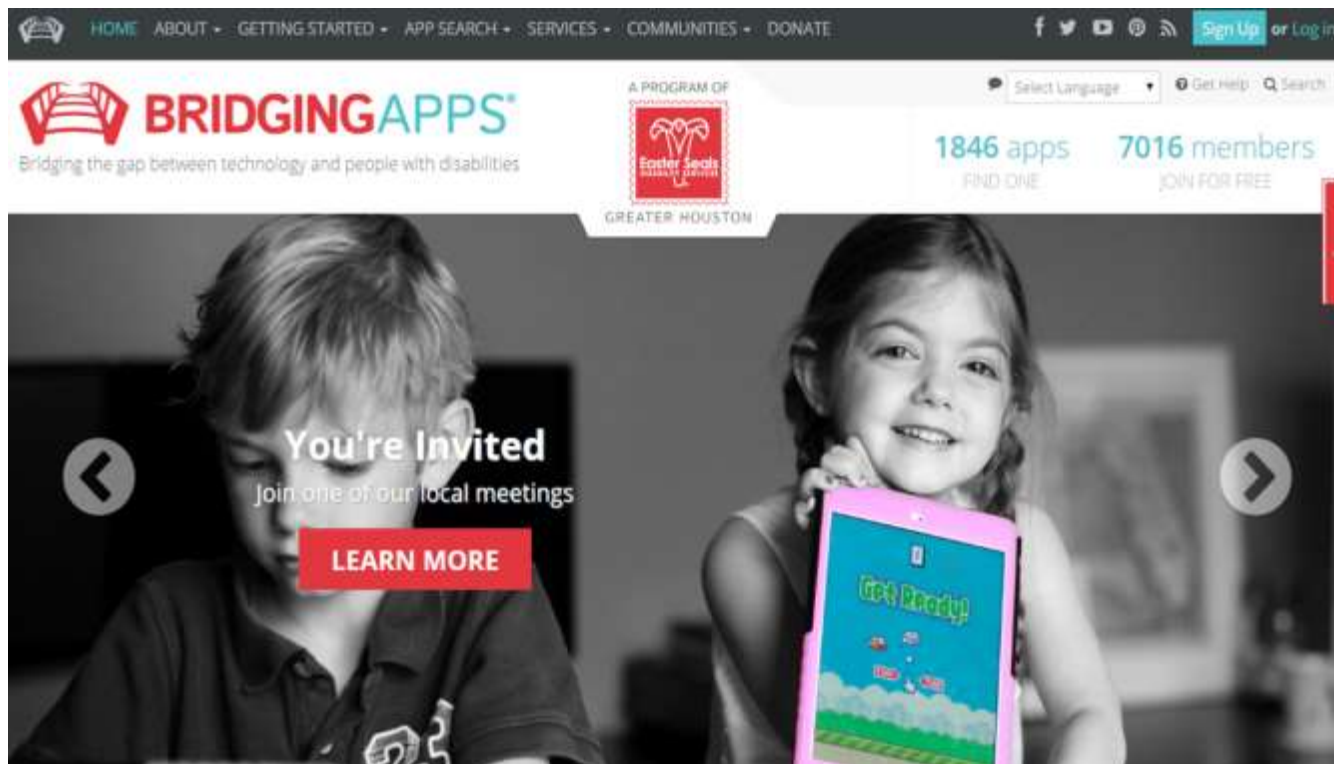 HOME ABOUT GETTING STARTED APP SEARCH SERVICES COMMUNITIES DONATE
Sign Up or Log in
BRIDGINGAPPS®
Bridging the gap between technology and people with disabilities
A PROGRAM OF
Easter Seals
DISABILITY SERVICES
GREATER HOUSTON
Select Language Get Help Search
1846 apps 7016 members
FIND ONE JOIN FOR FREE
You're Invited
Join one of our local meetings
LEARN MORE
Get Ready!